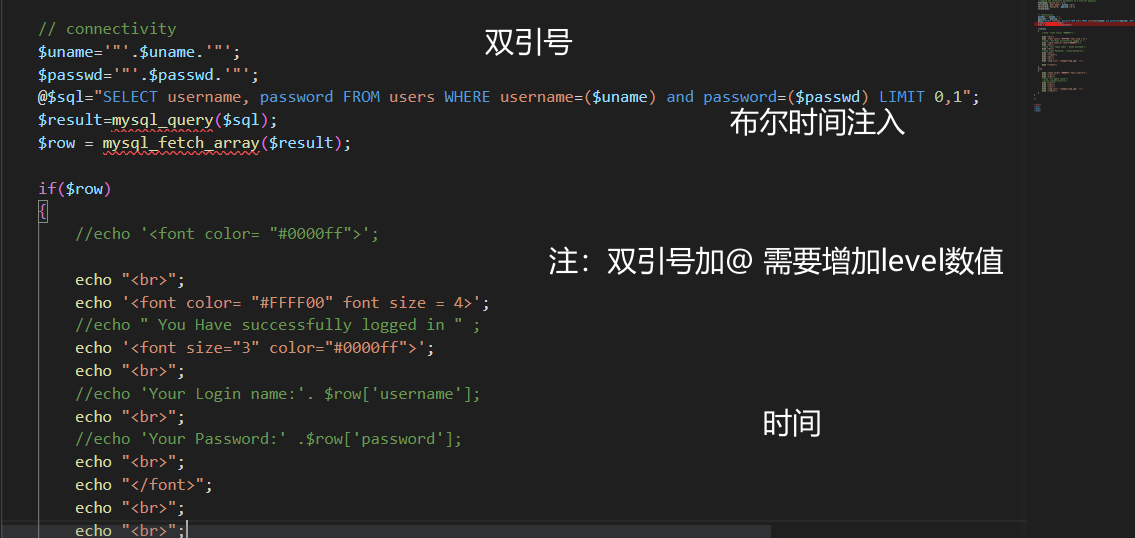 // connectivity
双引号
$uname='"'.$uname.'"';
$passwd='"'.$passwd.'"';
@$sql="SELECT username, password FROM users WHERE username=($uname) and password=($passwd) LIMIT 0,1";
$result=mysql_query($sql);
布尔时间注入
$row = mysql_fetch_array($result);
if($row)
{
//echo '<font color= "#0000ff">';
注：双引号加@ 需要增加level数值
echo "<br>";
echo '<font color= "#FFFF00" font size = 4>';
//echo " You Have successfully logged in " ;
echo '<font size="3" color="#0000ff">';
echo "<br>";
//echo 'Your Login name:'. $row['username'];
echo "<br>";
时间
//echo 'Your Password:' .$row['password'];
echo "<br>";
echo "</font>";
echo "<br>";
echo "<br>";